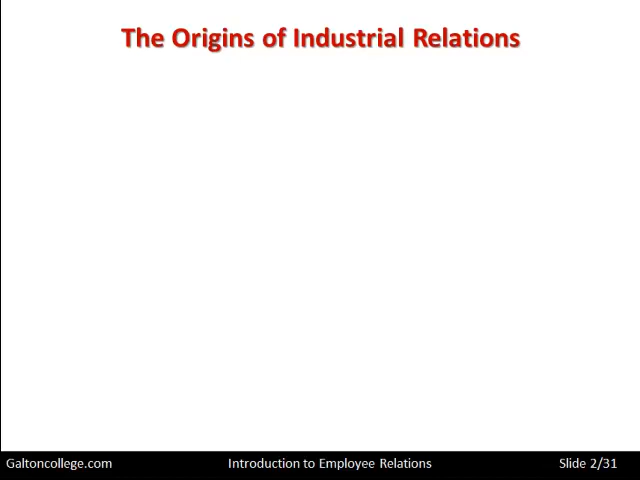 The Origins of Industrial Relations
Galtoncollege.com Introduction to Employee Relations Slide 2/31